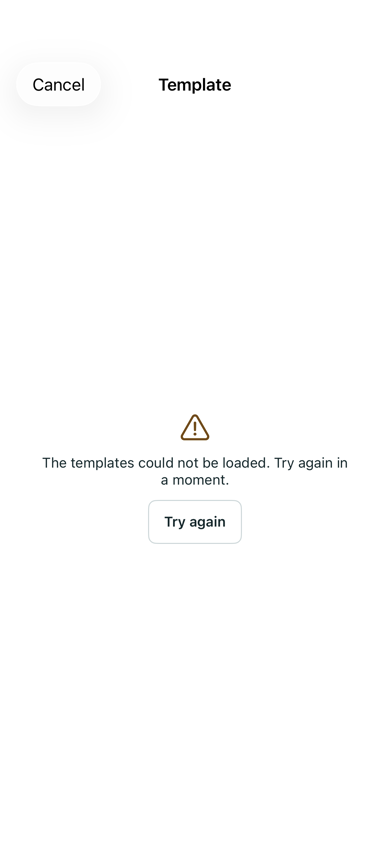 Cancel
Template
The templates could not be loaded. Try again in
a moment.
Try again